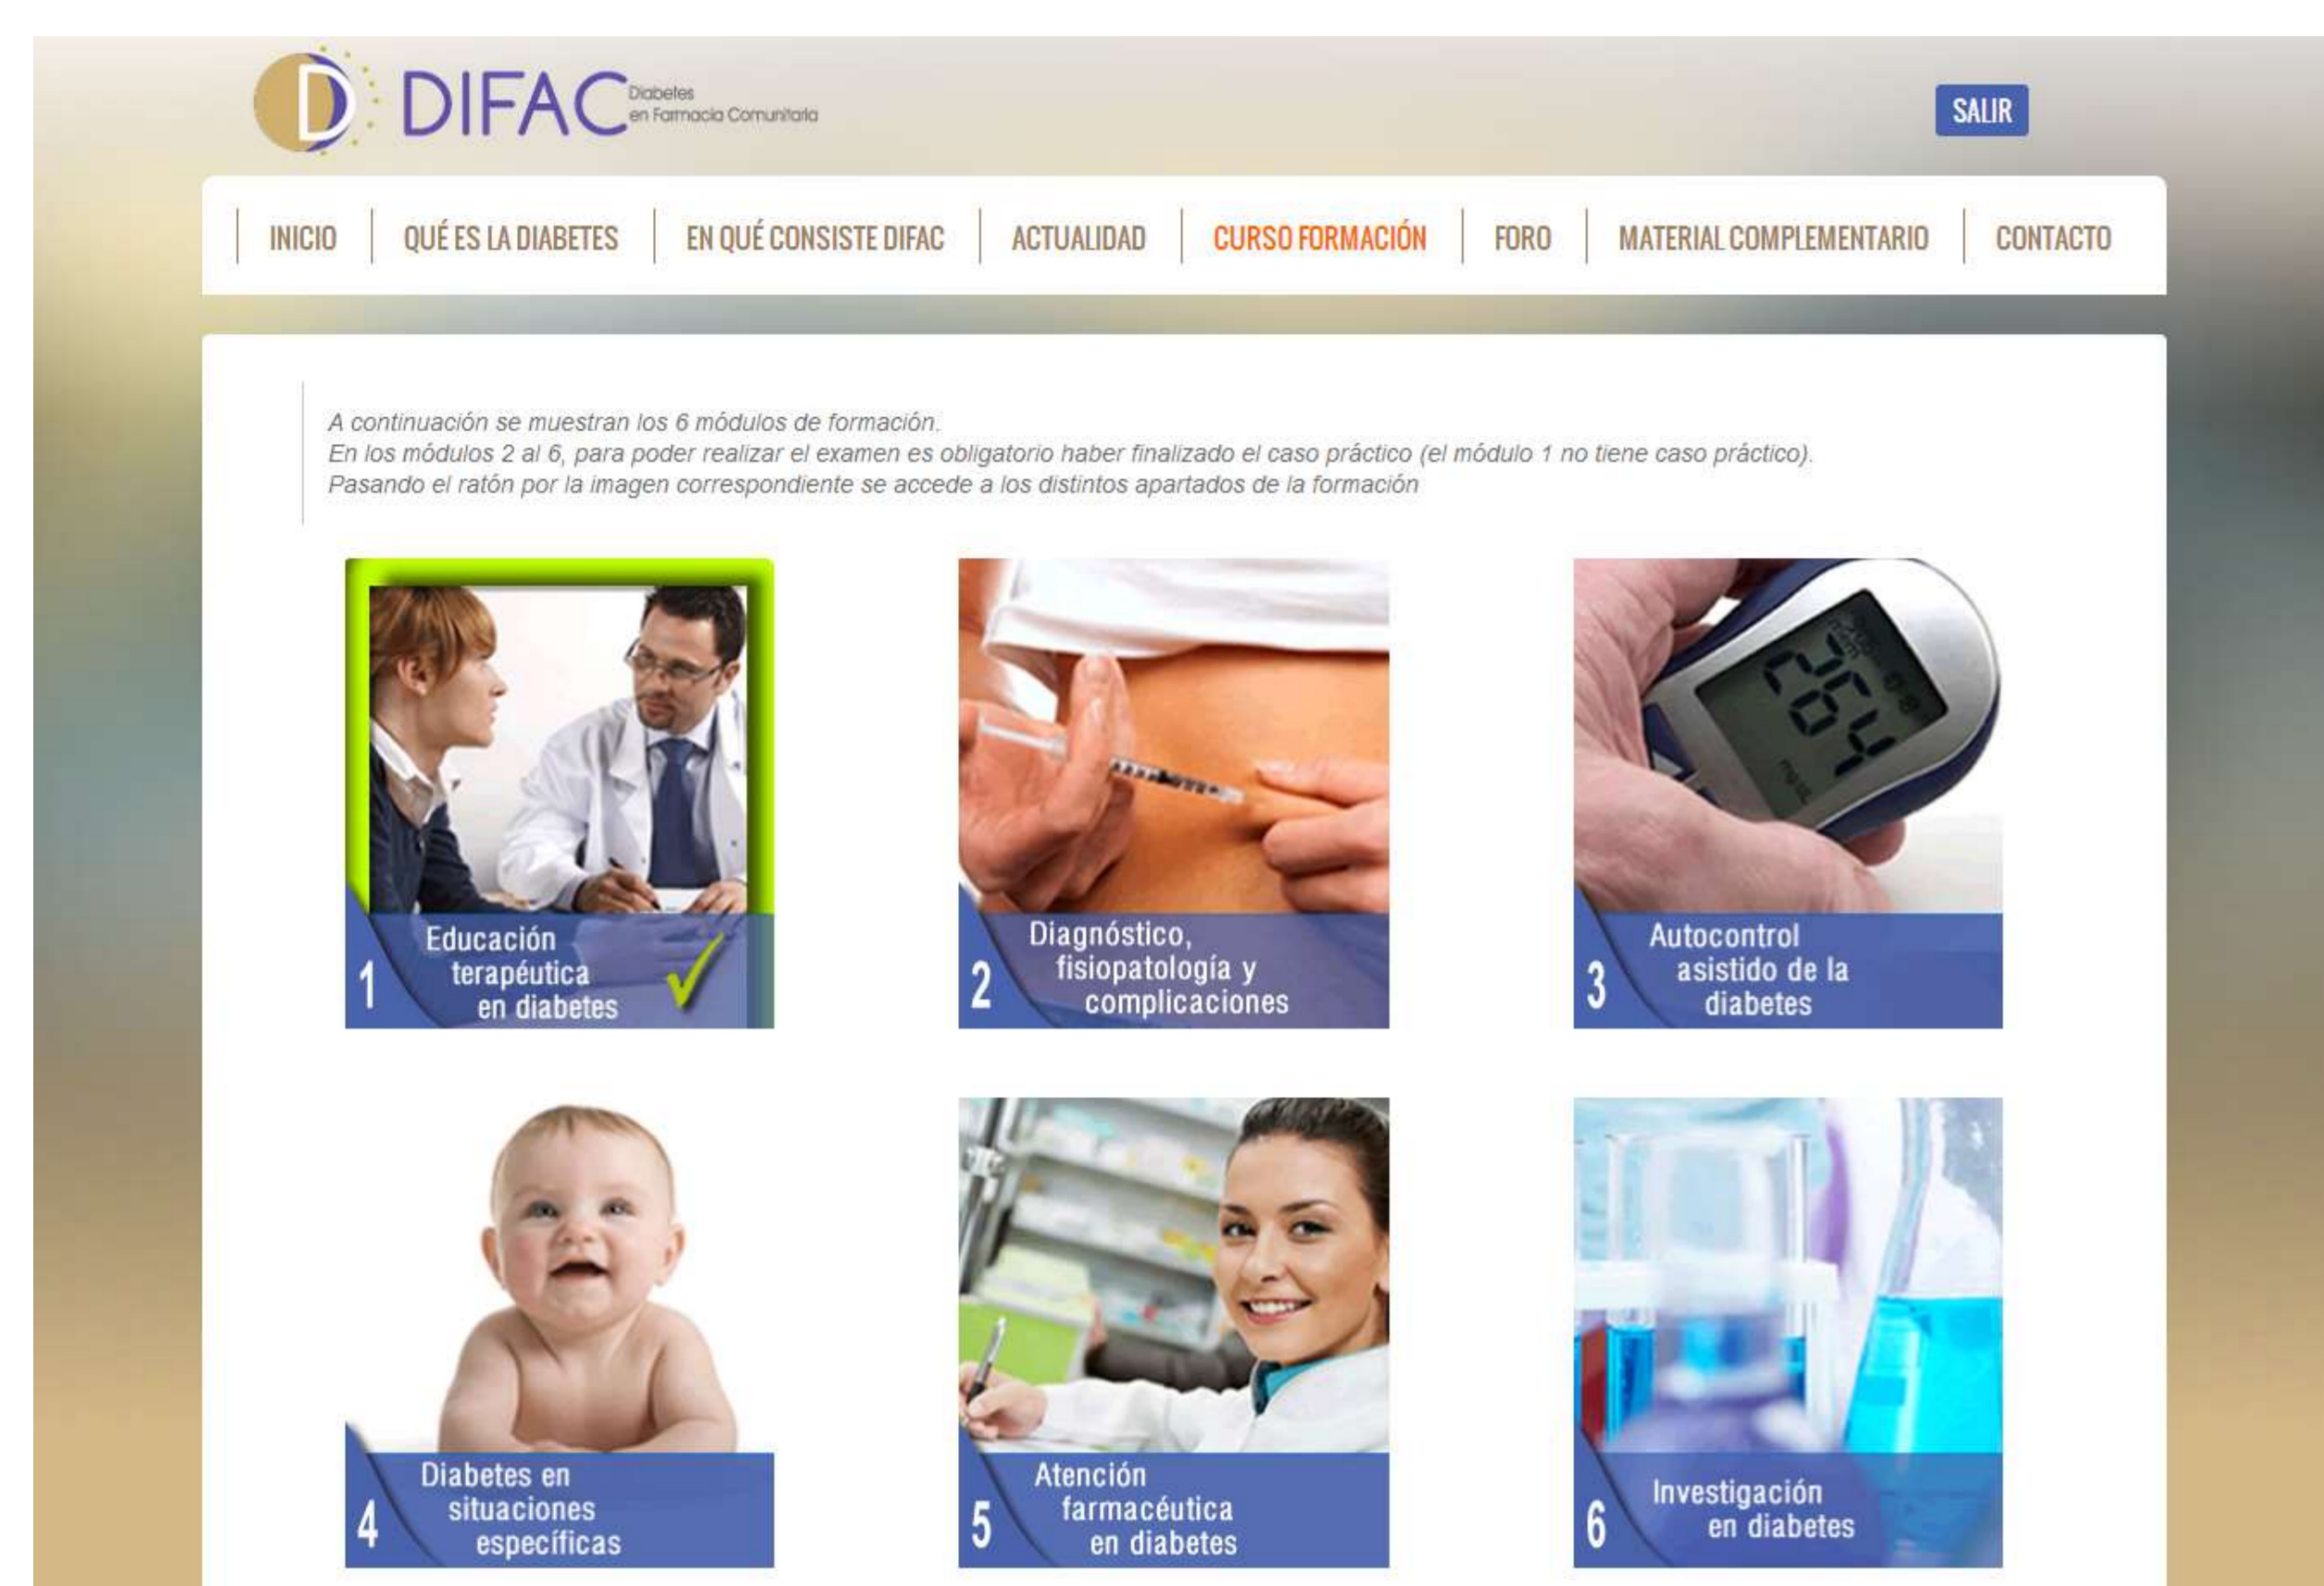 D DIFAC Diabetes
en Farmacia Comunitaria
SALIR
INICIO QUÉ ES LA DIABETES EN QUÉ CONSISTE DIFAC ACTUALIDAD CURSO FORMACIÓN FORO MATERIAL COMPLEMENTARIO CONTACTO
A continuación se muestran los 6 módulos de formación.
En los módulos 2 al 6, para poder realizar el examen es obligatorio haber finalizado el caso práctico (el módulo 1 no tiene caso práctico).
Pasando el ratón por la imagen correspondiente se accede a los distintos apartados de la formación
1
Educación
terapéutica
en diabetes
2
Diagnóstico,
fisiopatología y
complicaciones
264
mg/dL
3
Autocontrol
asistido de la
diabetes
4
Diabetes en
situaciones
específicas
5
Atención
farmacéutica
en diabetes
6
Investigación
en diabetes